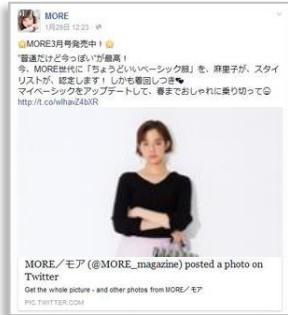 MORE
1月28日 12:23 ·
MORE3月号発売中！
"普通だけど今っぽい"が最高！
今、MORE世代に「ちょうどいいベーシック服」を、麻里子が、スタイ
リストが、認定します！ しかも着回しつき
マイベーシックをアップデートして、春までおしゃれに乗り切って
MORE／モア (@MORE_magazine) posted a photo on
Twitter
Get the whole picture - and other photos from MORE／モア
PIC.TWITTER.COM